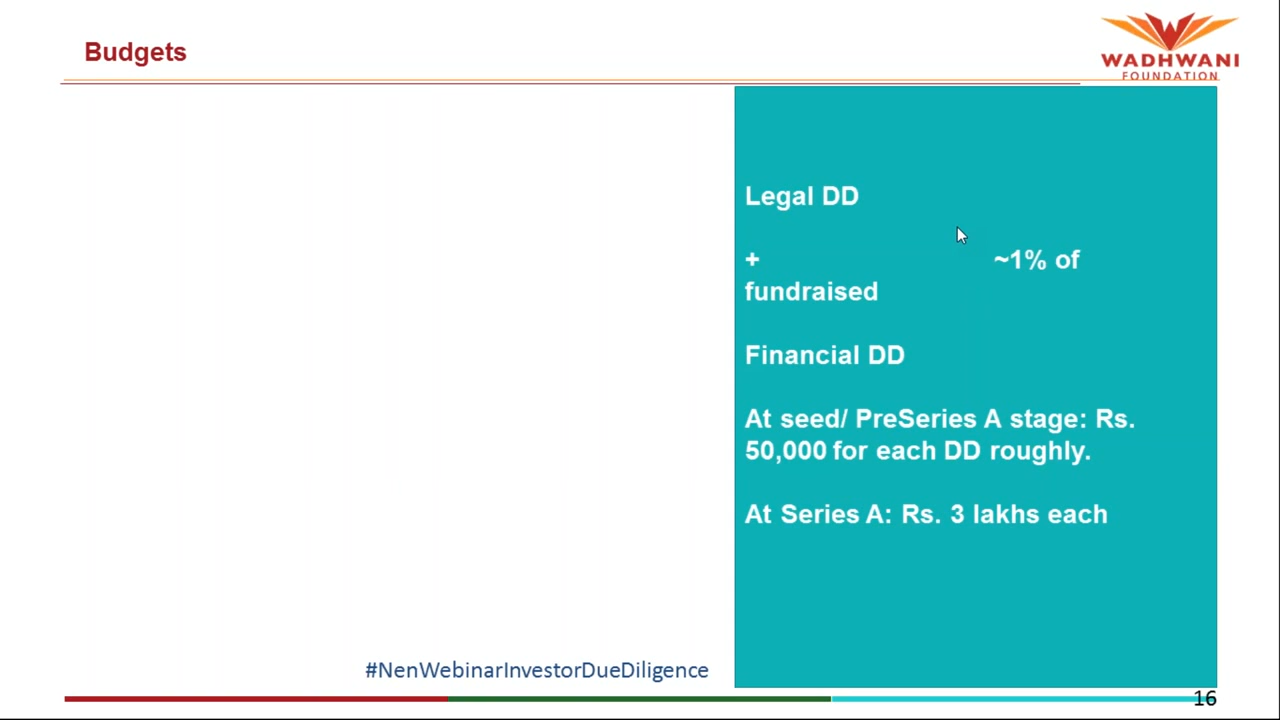 Budgets
WADHWANI
FOUNDATION
Legal DD
+ ~1% of
fundraised
Financial DD
At seed/ PreSeries A stage: Rs.
50,000 for each DD roughly.
At Series A: Rs. 3 lakhs each
#NenWebinarInvestorDueDiligence
16